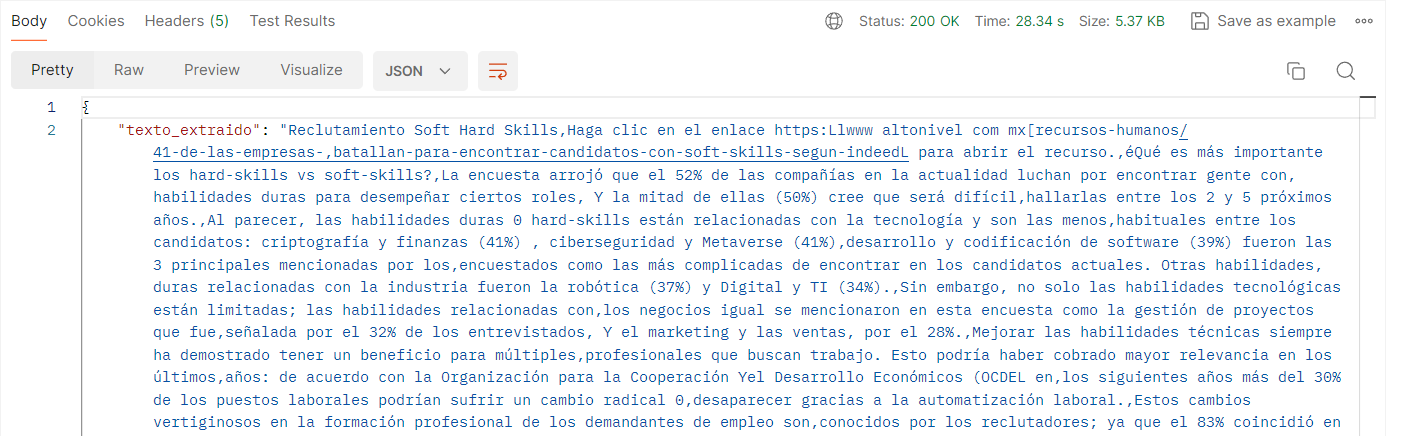 Body Cookies Headers (5) Test Results Status: 200 OK Time: 28.34 s Size: 5.37 KB Save as example
Pretty Raw Preview Visualize JSON
1 {
2 "texto_extraido": "Reclutamiento Soft Hard Skills,Haga clic en el enlace https:Llwww altonivel com mx[recursos-humanos/
41-de-las-empresas-,batallan-para-encontrar-candidatos-con-soft-skills-segun-indeedL para abrir el recurso.,éQué es más importante
los hard-skills vs soft-skills?,La encuesta arrojó que el 52% de las compañías en la actualidad luchan por encontrar gente con,
habilidades duras para desempeñar ciertos roles, Y la mitad de ellas (50%) cree que será difícil,hallarlas entre los 2 y 5 próximos
años.,Al parecer, las habilidades duras 0 hard-skills están relacionadas con la tecnología y son las menos,habituales entre los
candidatos: criptografía y finanzas (41%) , ciberseguridad y Metaverse (41%),desarrollo y codificación de software (39%) fueron las
3 principales mencionadas por los,encuestados como las más complicadas de encontrar en los candidatos actuales. Otras habilidades,
duras relacionadas con la industria fueron la robótica (37%) y Digital y TI (34%).,Sin embargo, no solo las habilidades tecnológicas
están limitadas; las habilidades relacionadas con,los negocios igual se mencionaron en esta encuesta como la gestión de proyectos
que fue,señalada por el 32% de los entrevistados, Y el marketing y las ventas, por el 28%.,Mejorar las habilidades técnicas siempre
ha demostrado tener un beneficio para múltiples,profesionales que buscan trabajo. Esto podría haber cobrado mayor relevancia en los
últimos,años: de acuerdo con la Organización para la Cooperación Yel Desarrollo Económicos (OCDEL en,los siguientes años más del 30%
de los puestos laborales podrían sufrir un cambio radical 0,desaparecer gracias a la automatización laboral.,Estos cambios
vertiginosos en la formación profesional de los demandantes de empleo son,conocidos por los reclutadores; ya que el 83% coincidió en